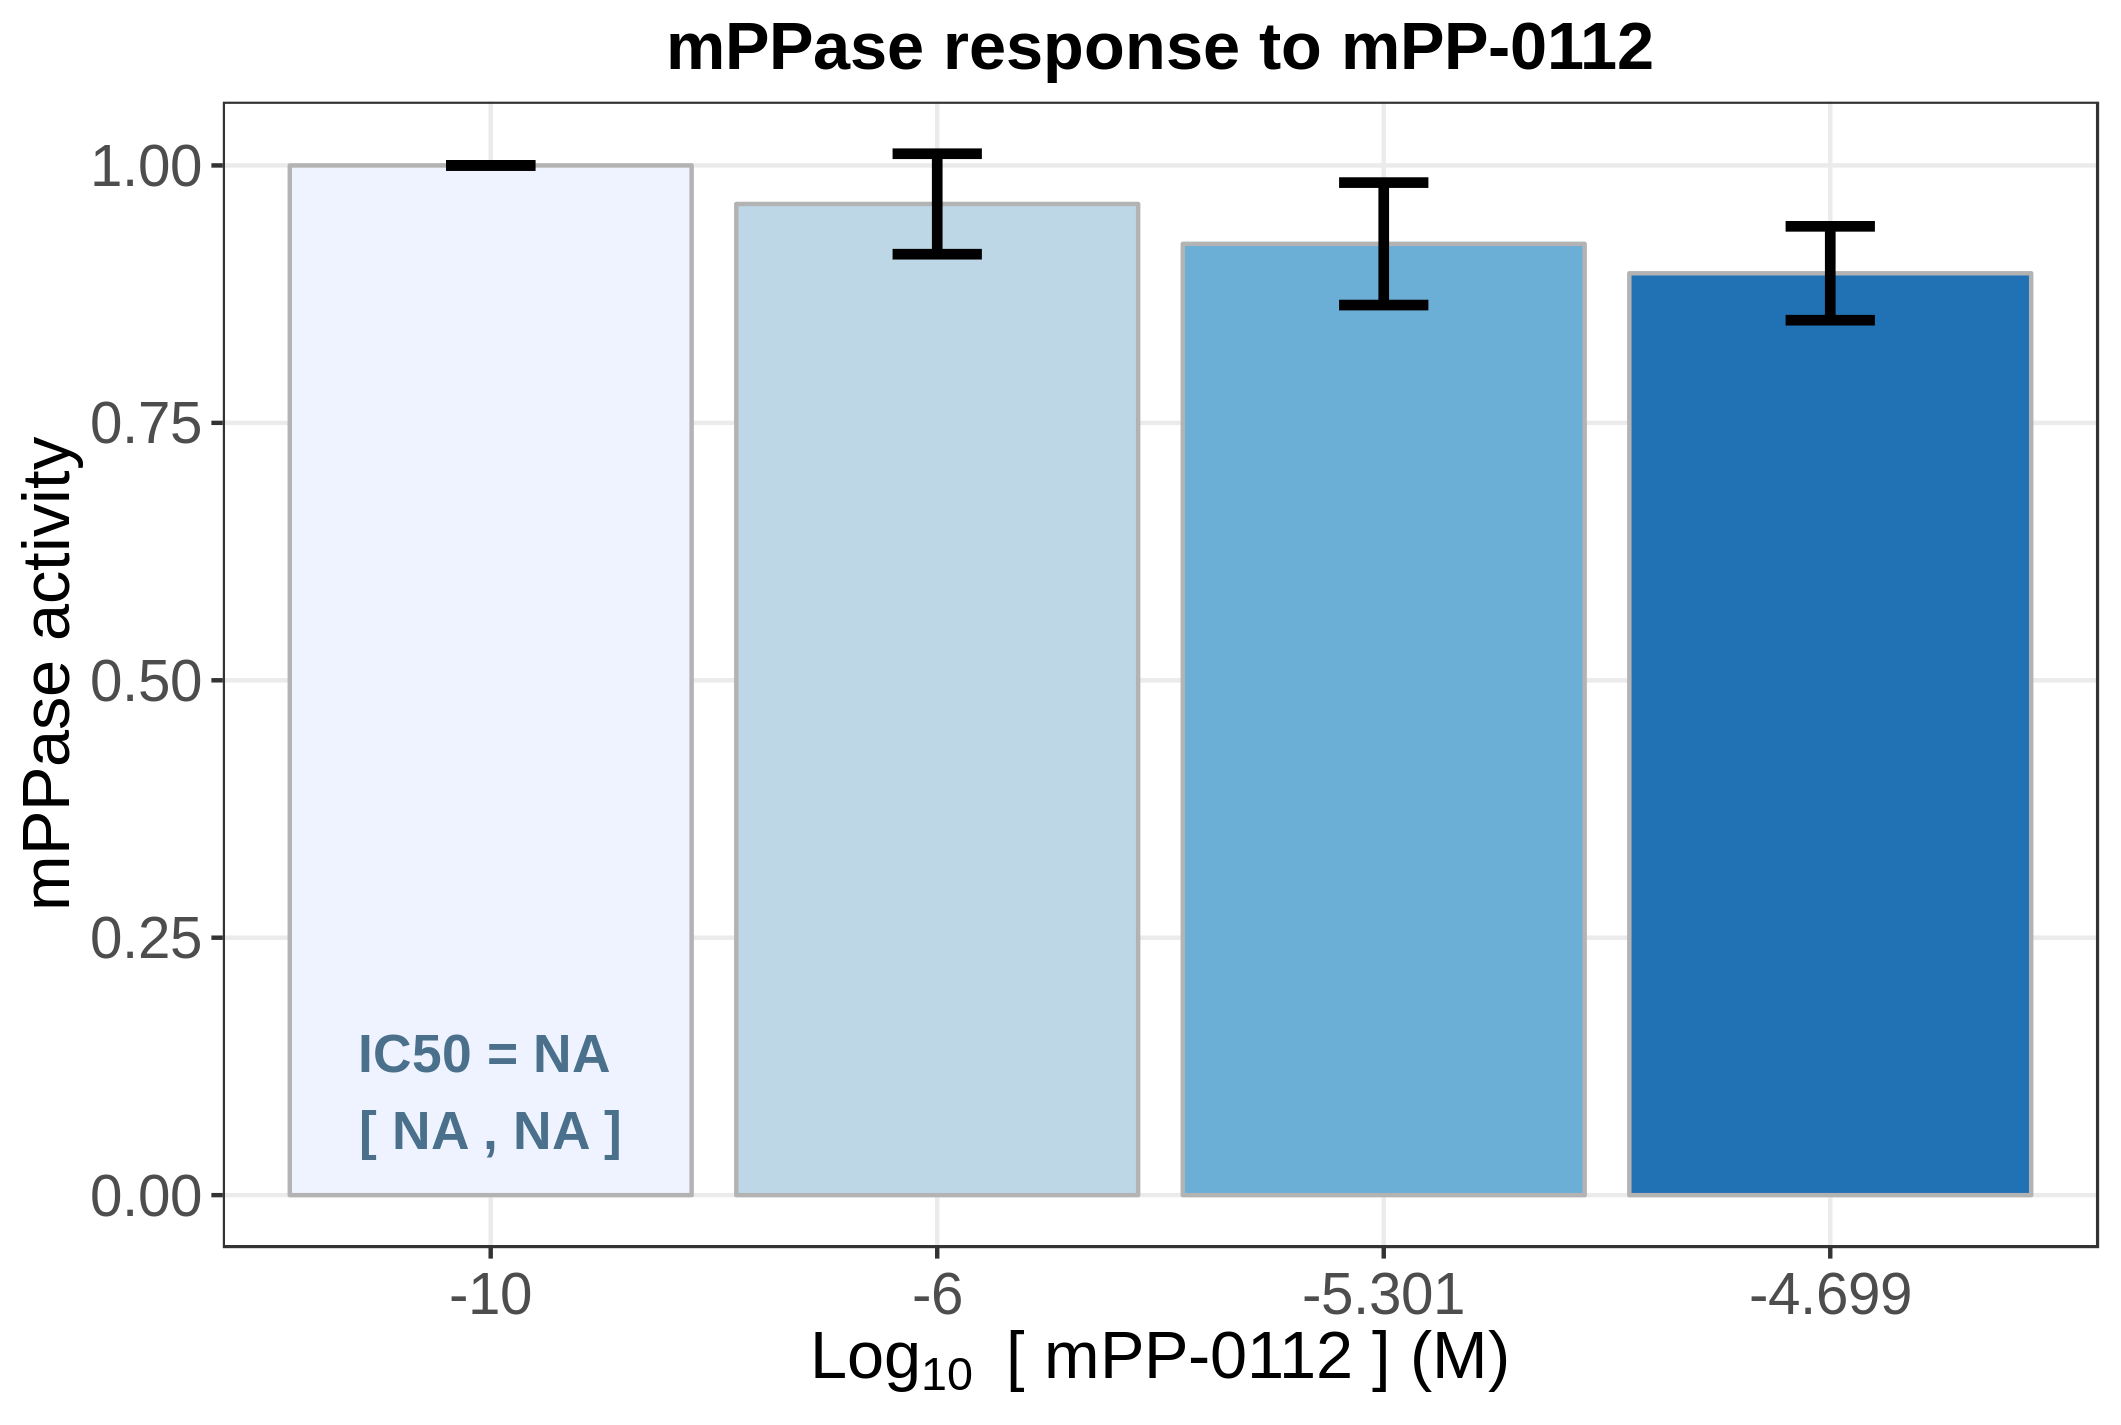 mPPase response to mPP-0112
mPPase activity
1.00
0.75
0.50
0.25
0.00
IC50 = NA
[ NA , NA ]
-10
-6
-5.301
-4.699
Log10 [ mPP-0112 ] (M)